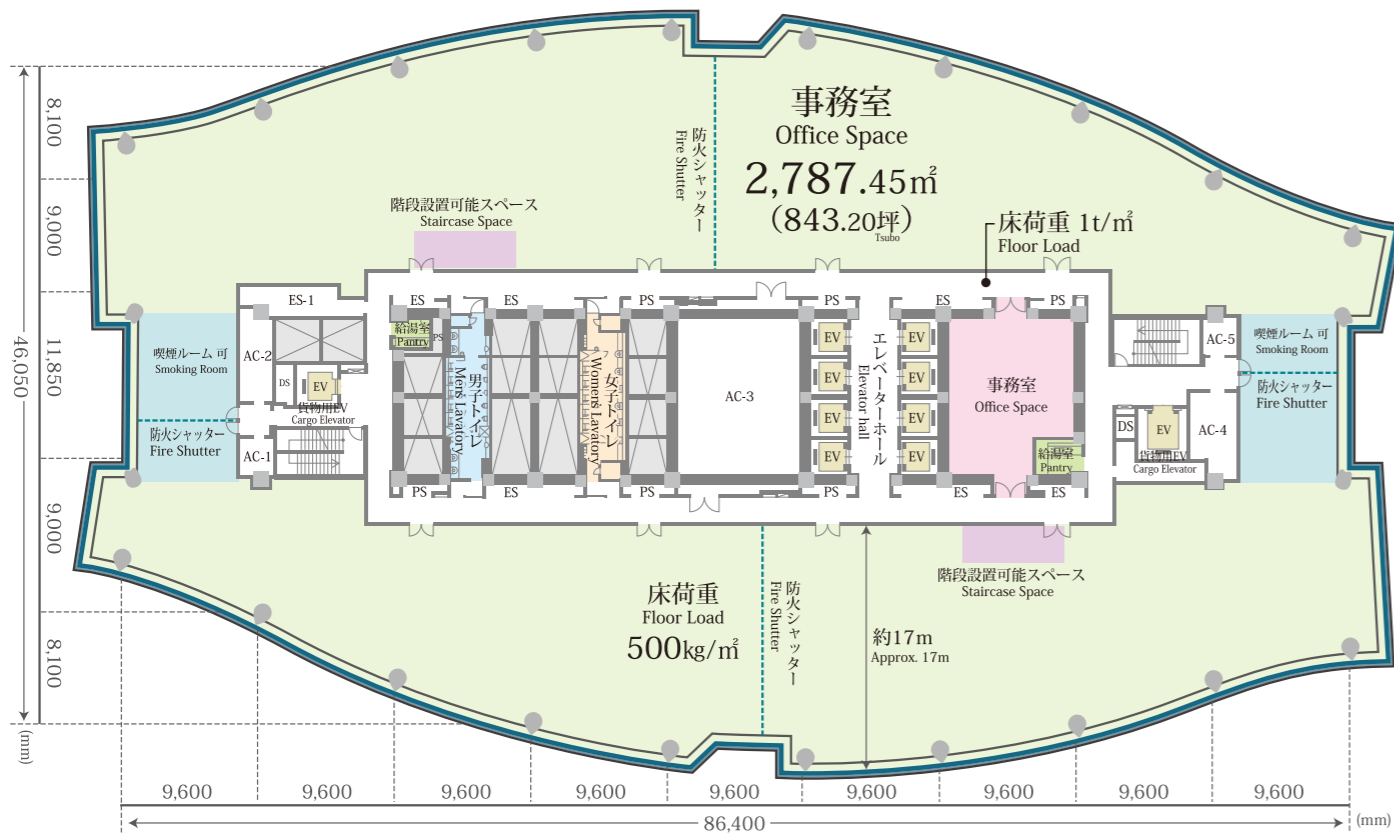 事務室
Office Space
2,787.45㎡
(843.20坪)
Tsubo
防火シャッター
Fire Shutter
階段設置可能スペース
Staircase Space
床荷重 1t/㎡
Floor Load
8,100
9,000
11,850
9,000
8,100
46,050
(mm)
ES-1
ES
ES
ES
PS
PS
ES
PS
給湯室
Pantry
PS
喫煙ルーム 可
Smoking Room
防火シャッター
Fire Shutter
AC-2
DS
EV
貨物用EV
Cargo Elevator
AC-1
男子トイレ
Men's Lavatory
女子トイレ
Women's Lavatory
AC-3
EV
EV
EV
EV
エレベーターホール
Elevator hall
EV
EV
EV
EV
事務室
Office Space
給湯室
Pantry
AC-5
喫煙ルーム 可
Smoking Room
防火シャッター
Fire Shutter
DS
EV
AC-4
貨物用EV
Cargo Elevator
PS
ES
PS
PS
ES
ES
床荷重
Floor Load
500kg/㎡
防火シャッター
Fire Shutter
約17m
Approx. 17m
階段設置可能スペース
Staircase Space
9,600
9,600
9,600
9,600
9,600
9,600
9,600
9,600
9,600
86,400
(mm)